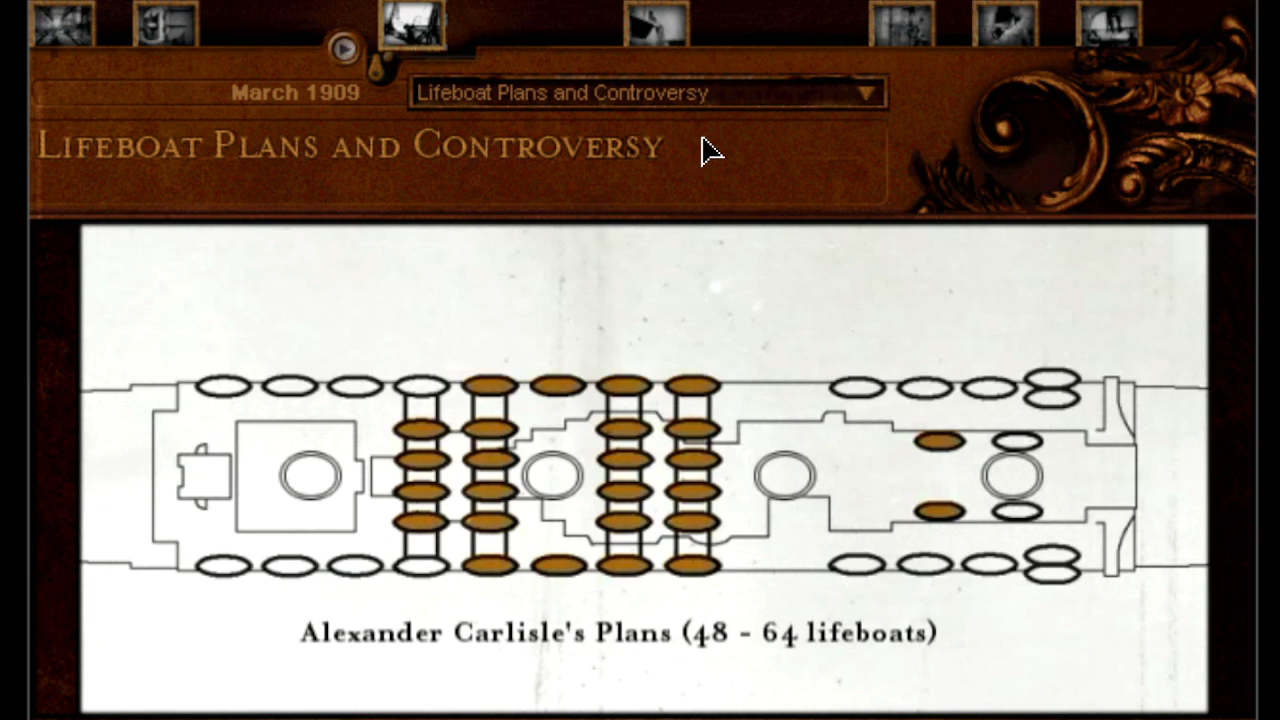 March 1909
Lifeboat Plans and Controversy
Lifeboat Plans and Controversy
Alexander Carlisle's Plans (48 - 64 lifeboats)